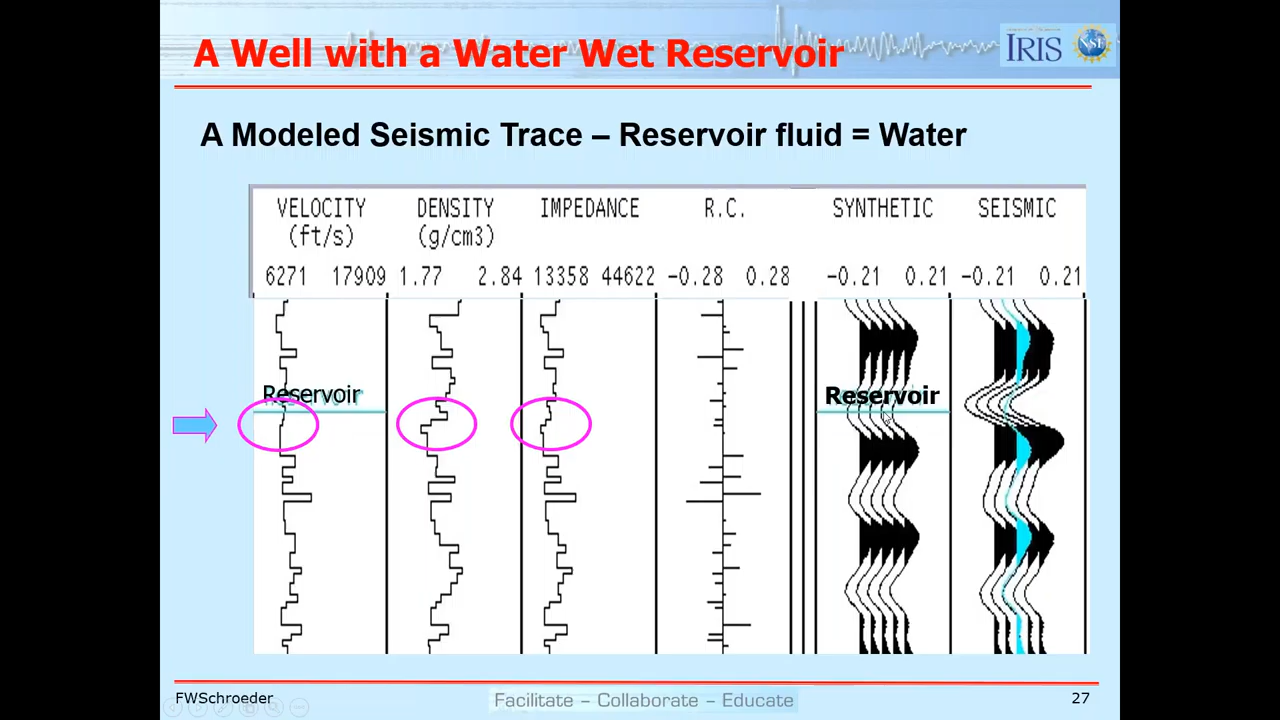 A Well with a Water Wet Reservoir
IRIS
NSF
A Modeled Seismic Trace – Reservoir fluid = Water
VELOCITY DENSITY IMPEDANCE R.C. SYNTHETIC SEISMIC
(ft/s) (g/cm3)
6271 17909 1.77 2.84 13358 44622 -0.28 0.28 -0.21 0.21 -0.21 0.21
Reservoir Reservoir
FWSchroeder Facilitate – Collaborate – Educate 27